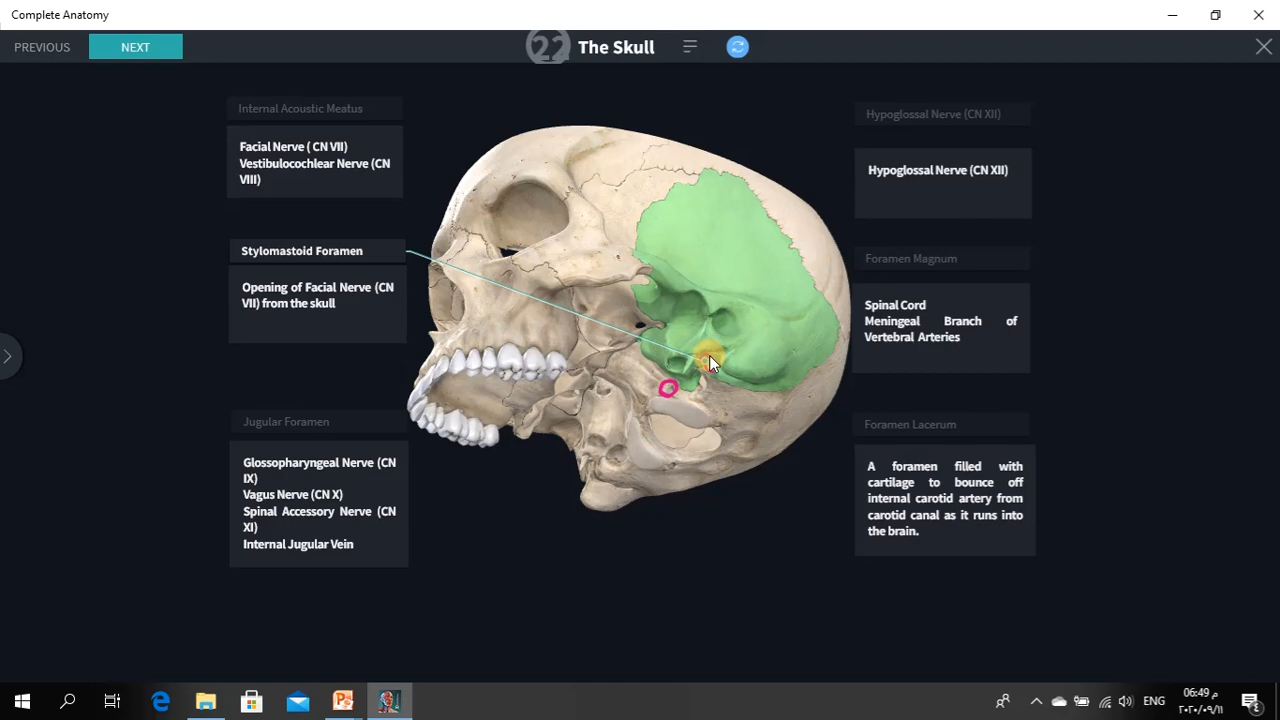 Complete Anatomy
PREVIOUS
NEXT
22
The Skull
Internal Acoustic Meatus
Facial Nerve ( CN VII)
Vestibulocochlear Nerve (CN
VIII)
Stylomastoid Foramen
Opening of Facial Nerve (CN
VII) from the skull
Jugular Foramen
Glossopharyngeal Nerve (CN
IX)
Vagus Nerve (CN X)
Spinal Accessory Nerve (CN
XI)
Internal Jugular Vein
Hypoglossal Nerve (CN XII)
Hypoglossal Nerve (CN XII)
Foramen Magnum
Spinal Cord
Meningeal Branch of
Vertebral Arteries
Foramen Lacerum
A foramen filled with
cartilage to bounce off
internal carotid artery from
carotid canal as it runs into
the brain.
ENG
06:49 م
٢٠٢٠/٠٩/١١